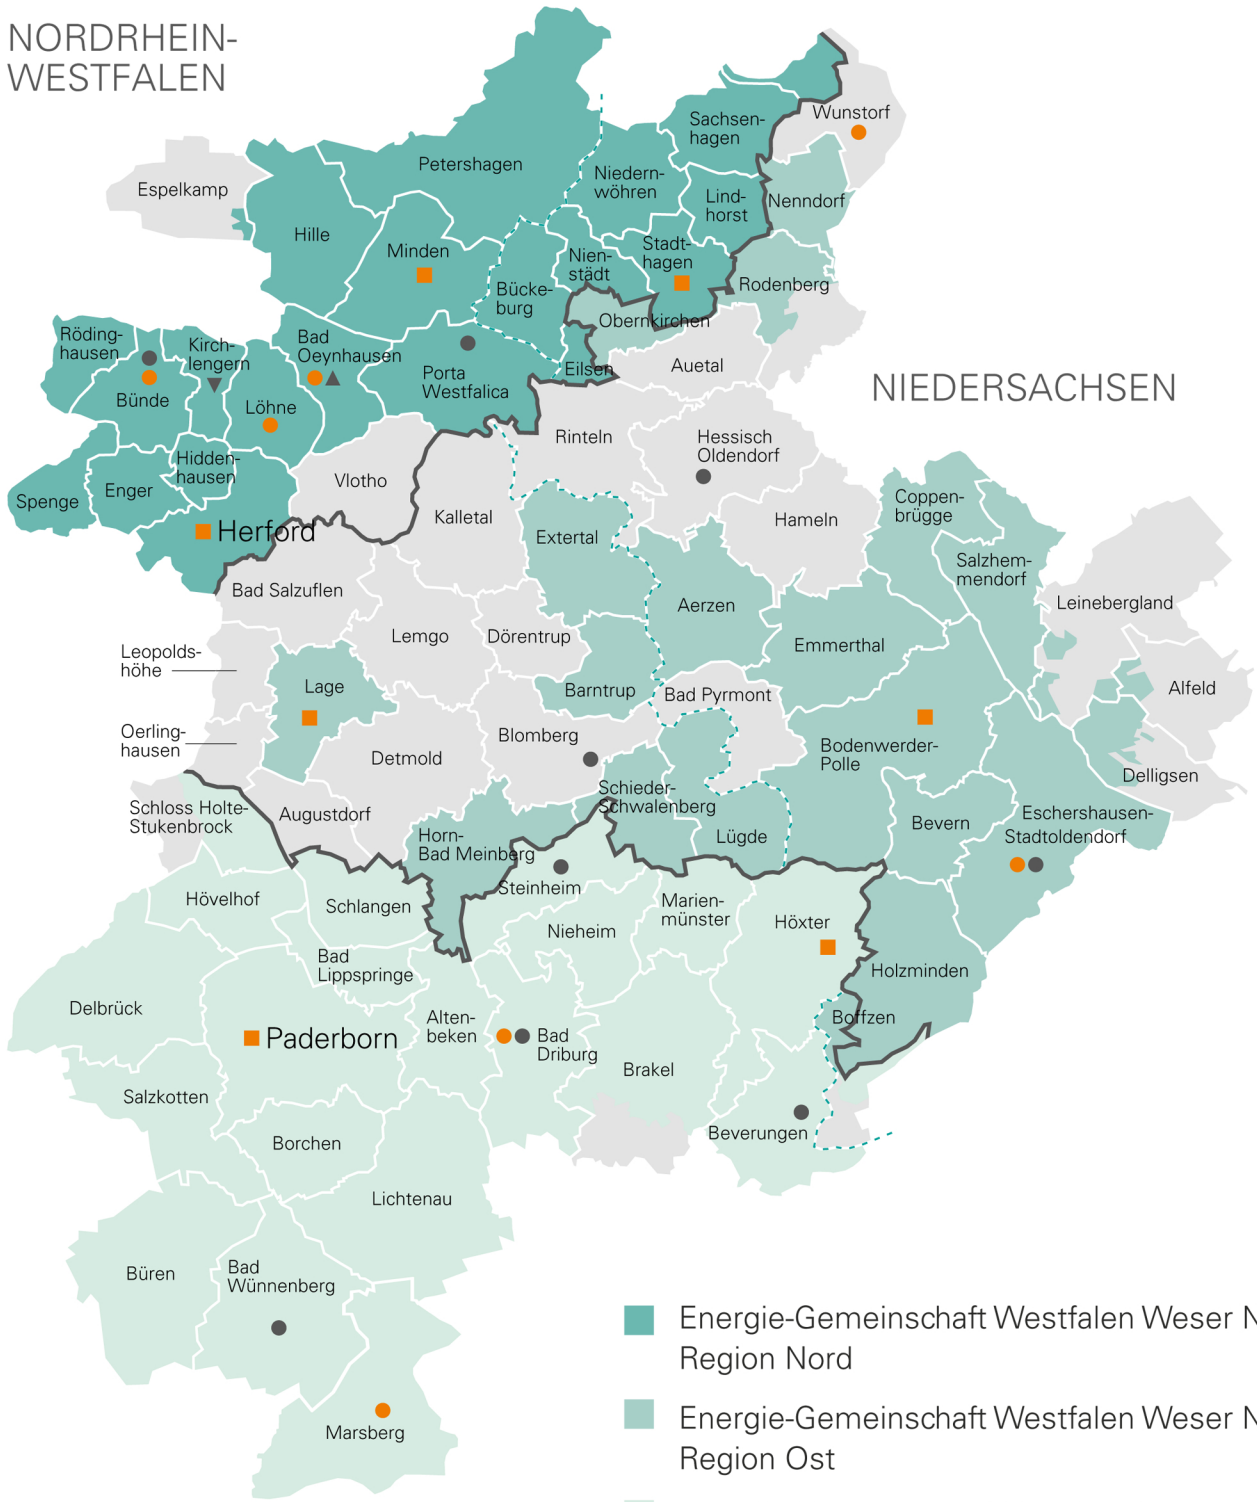 NORDRHEIN-
WESTFALEN
Wunstorf
Sachsen-
hagen
Petershagen
Niedern-
wöhren
Espelkamp
Lind-
horst
Nenndorf
Hille
Minden
Stadt-
hagen
Nien-
städt
Bücke-
burg
Rodenberg
Obernkirchen
Röding-
hausen
Kirch-
lengern
Bad
Oeynhausen
Porta
Westfalica
Eilsen
Auetal
NIEDERSACHSEN
Bünde
Löhne
Rinteln
Hessisch
Oldendorf
Hidden-
hausen
Vlotho
Enger
Spenge
Herford
Kalletal
Hameln
Coppen-
brügge
Extertal
Salzhem-
mendorf
Bad Salzuflen
Aerzen
Leinebergland
Lemgo
Dörentrup
Emmerthal
Leopolds-
höhe
Lage
Barntrup
Bad Pyrmont
Alfeld
Oerling-
hausen
Blomberg
Detmold
Bodenwerder-
Polle
Delligsen
Schieder-
Schwalenberg
Schloss Holte-
Stukenbrock
Augustdorf
Horn-
Bad Meinberg
Lügde
Bevern
Eschershausen-
Stadtoldendorf
Steinheim
Hövelhof
Schlangen
Marien-
münster
Höxter
Nieheim
Bad
Lippspringe
Holzminden
Delbrück
Alten-
beken
Boffzen
Paderborn
Bad
Driburg
Brakel
Salzkotten
Borchen
Beverungen
Lichtenau
Büren
Bad
Wünnenberg
Marsberg
Energie-Gemeinschaft Westfalen Weser N
Region Nord
Energie-Gemeinschaft Westfalen Weser N
Region Ost